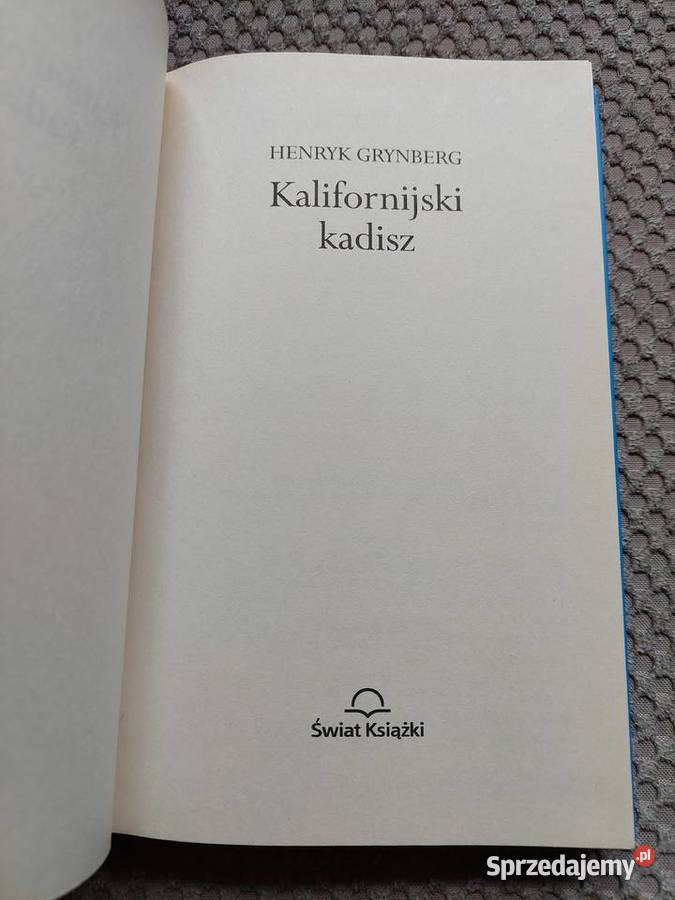 HENRYK GRYNBERG
Kalifornijski
kadisz
Świat Książki
Sprzedajemy.pl